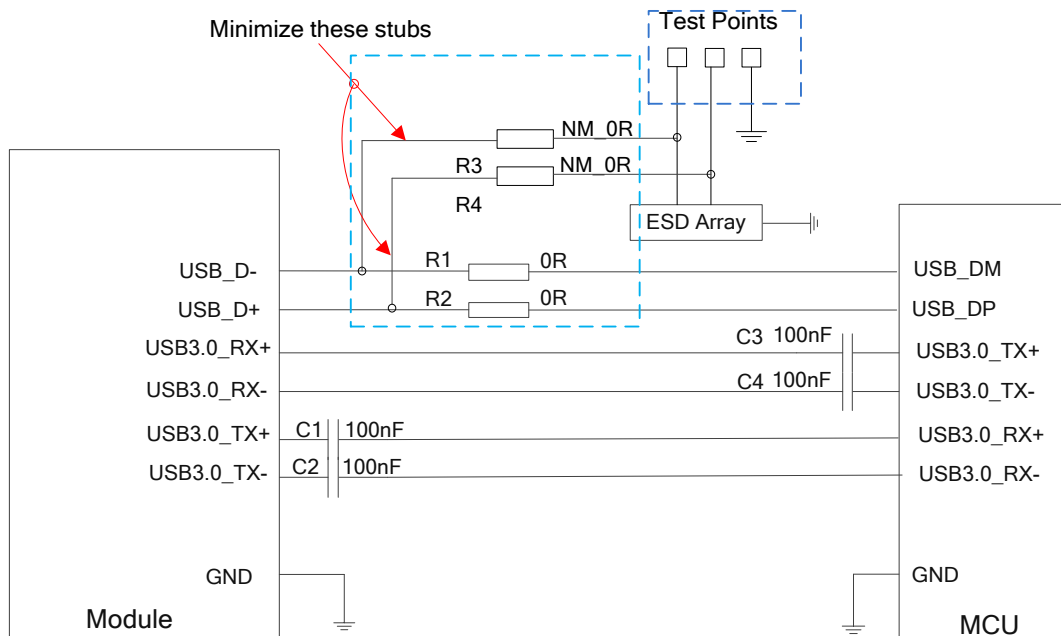 Minimize these stubs
Test Points
NM_0R
R3
NM_0R
R4
ESD Array
USB_D-
R1
0R
USB_DM
USB_D+
R2
0R
USB_DP
USB3.0_RX+
C3
100nF
USB3.0_TX+
USB3.0_RX-
C4
100nF
USB3.0_TX-
USB3.0_TX+
C1
100nF
USB3.0_RX+
USB3.0_TX-
C2
100nF
USB3.0_RX-
GND
GND
Module
MCU